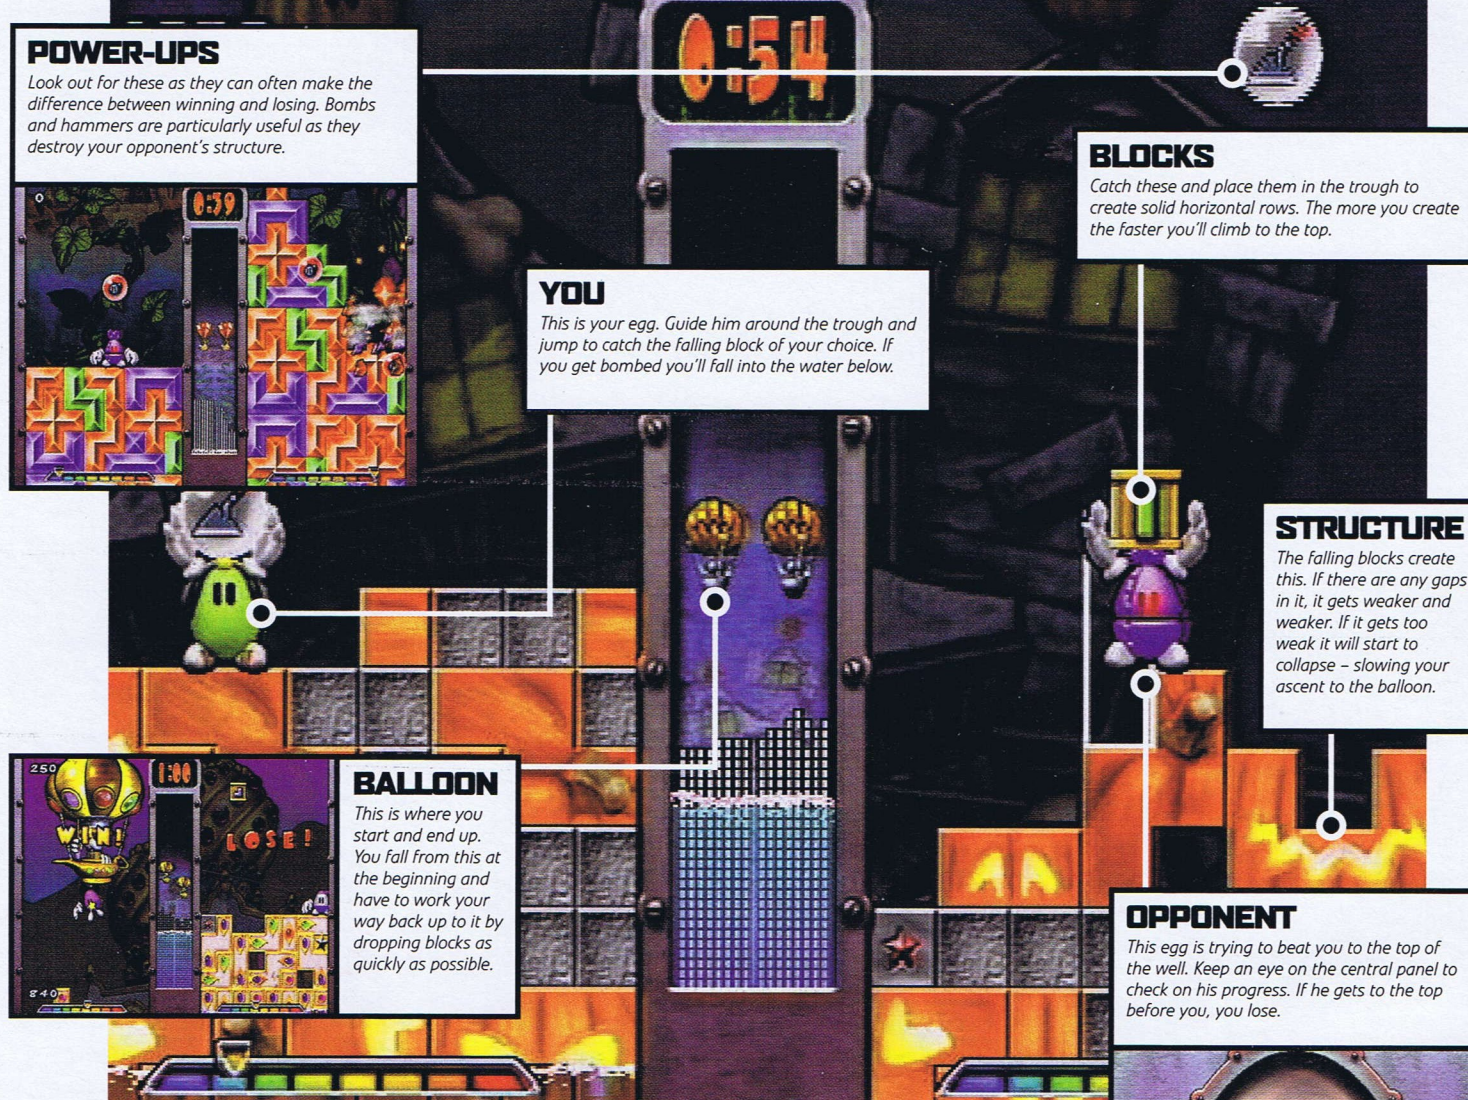 POWER-UPS
Look out for these as they can often make the
difference between winning and losing. Bombs
and hammers are particularly useful as they
destroy your opponent's structure.
0:54
BLOCKS
Catch these and place them in the trough to
create solid horizontal rows. The more you create
the faster you'll climb to the top.
0
0:59
YOU
This is your egg. Guide him around the trough and
jump to catch the falling block of your choice. If
you get bombed you'll fall into the water below.
STRUCTURE
The falling blocks create
this. If there are any gaps
in it, it gets weaker and
weaker. If it gets too
weak it will start to
collapse – slowing your
ascent to the balloon.
250
1:00
WIN!
LOSE!
840
BALLOON
This is where you
start and end up.
You fall from this at
the beginning and
have to work your
way back up to it by
dropping blocks as
quickly as possible.
OPPONENT
This egg is trying to beat you to the top of
the well. Keep an eye on the central panel to
check on his progress. If he gets to the top
before you, you lose.